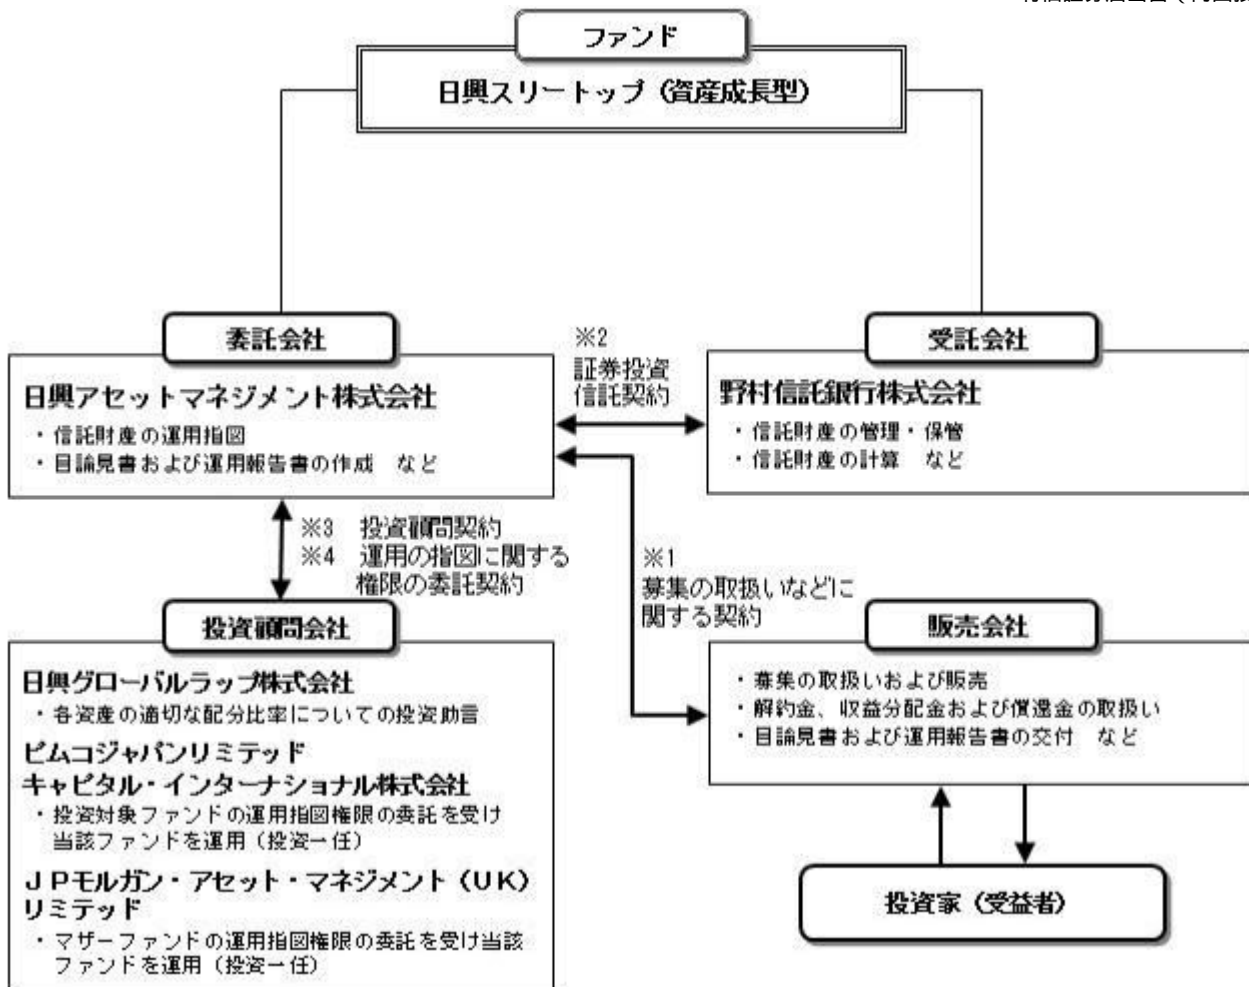 ファンド
日興スリートップ（資産成長型）
委託会社
日興アセットマネジメント株式会社
・信託財産の運用指図
・目論見書および運用報告書の作成　など
※2
証券投資
信託契約
受託会社
野村信託銀行株式会社
・信託財産の管理・保管
・信託財産の計算　など
※3　投資顧問契約
※4　運用の指図に関する
権限の委託契約
※1
募集の取扱いなどに
関する契約
投資顧問会社
日興グローバルラップ株式会社
・各資産の適切な配分比率についての投資助言
ピムコジャパンリミテッド
キャピタル・インターナショナル株式会社
・投資対象ファンドの運用指図権限の委託を受け
当該ファンドを運用（投資一任）
ＪＰモルガン・アセット・マネジメント（ＵＫ）
リミテッド
・マザーファンドの運用指図権限の委託を受け当該
ファンドを運用（投資一任）
販売会社
・募集の取扱いおよび販売
・解約金、収益分配金および償還金の取扱い
・目論見書および運用報告書の交付　など
投資家（受益者）